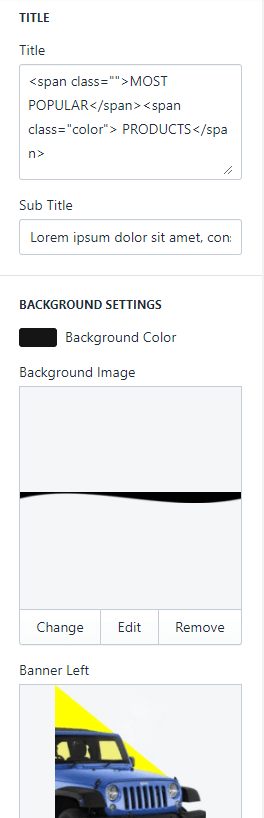 TITLE
Title
<span class="">MOST
POPULAR</span><span
class="color"> PRODUCTS</spa
n>
Sub Title
Lorem ipsum dolor sit amet, con
BACKGROUND SETTINGS
Background Color
Background Image
Change Edit Remove
Banner Left